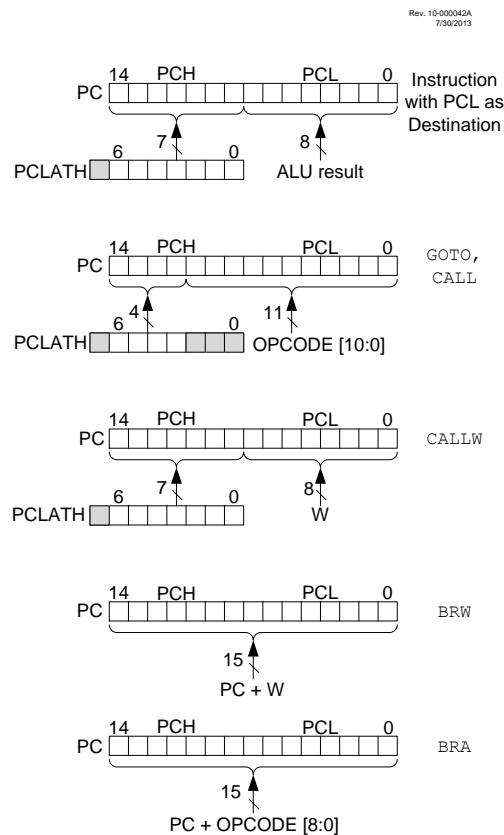 Rev. 10-000042A
7/30/2013
14 PCH PCL 0
PC
Instruction
with PCL as
Destination
6 7 0 8
PCLATH
ALU result
14 PCH PCL 0
PC
GOTO,
CALL
6 4 0 11
PCLATH
OPCODE [10:0]
14 PCH PCL 0
PC
CALLW
6 7 0 8
PCLATH
W
14 PCH PCL 0
PC
BRW
15
PC + W
14 PCH PCL 0
PC
BRA
15
PC + OPCODE [8:0]